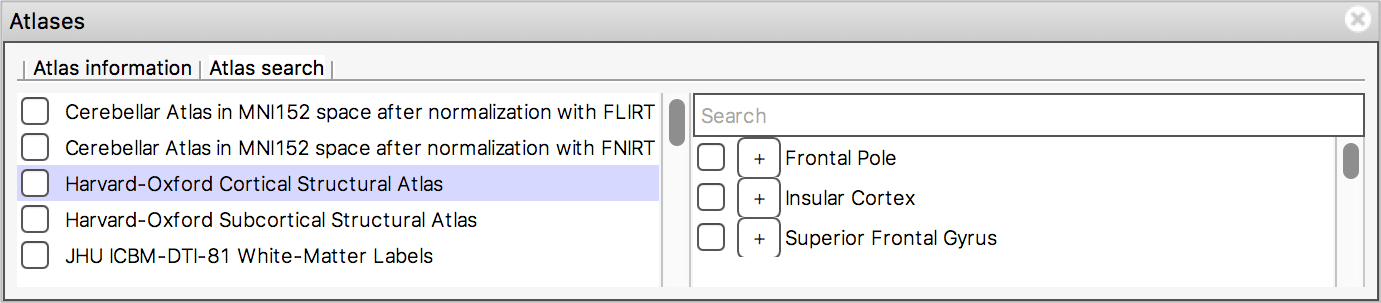 Atlases
Atlas information | Atlas search
Cerebellar Atlas in MNI152 space after normalization with FLIRT
Cerebellar Atlas in MNI152 space after normalization with FNIRT
Harvard-Oxford Cortical Structural Atlas
Harvard-Oxford Subcortical Structural Atlas
JHU ICBM-DTI-81 White-Matter Labels
Search
+ Frontal Pole
+ Insular Cortex
+ Superior Frontal Gyrus